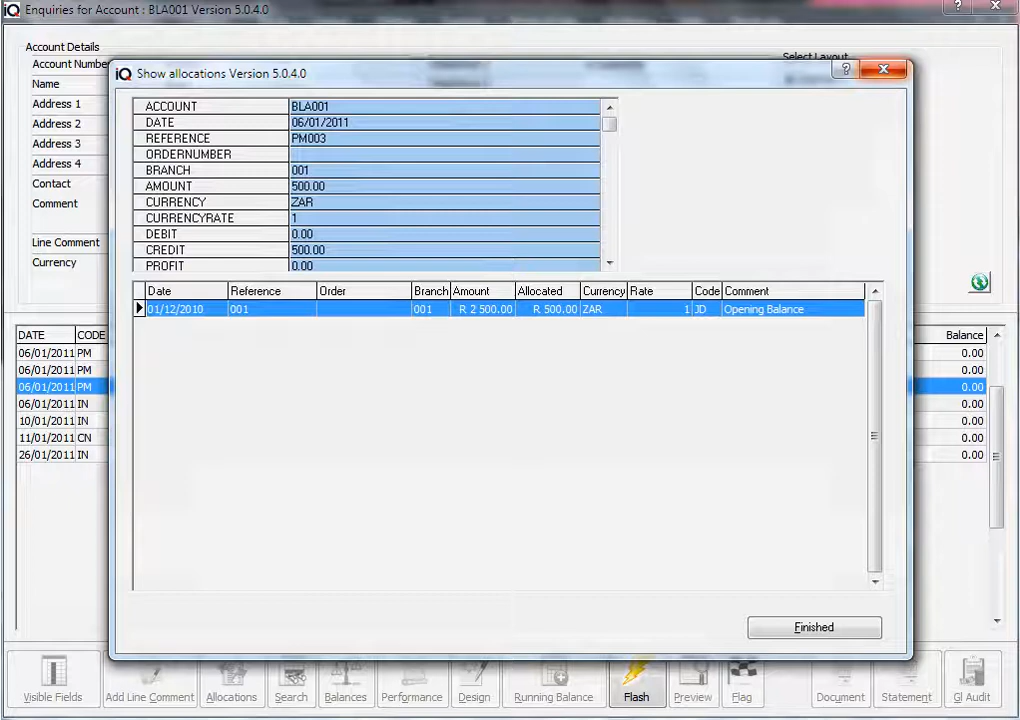 iQ Enquiries for Account : BLA001 Version 5.0.4.0
Account Details
Account Number
Name
Address 1
Address 2
Address 3
Address 4
Contact
Comment
Line Comment
Currency
Select Layout
iQ Show allocations Version 5.0.4.0
ACCOUNT BLA001
DATE 06/01/2011
REFERENCE PM003
ORDERNUMBER
BRANCH 001
AMOUNT 500.00
CURRENCY ZAR
CURRENCYRATE 1
DEBIT 0.00
CREDIT 500.00
PROFIT 0.00
Date Reference Order Branch Amount Allocated Currency Rate Code Comment
01/12/2010 001 001 R 2 500.00 R 500.00 ZAR 1 JD Opening Balance
Finished
DATE CODE Balance
06/01/2011 PM 0.00
06/01/2011 PM 0.00
06/01/2011 PM 0.00
06/01/2011 IN 0.00
10/01/2011 IN 0.00
11/01/2011 CN 0.00
26/01/2011 IN 0.00
Visible Fields Add Line Comment Allocations Search Balances Performance Design Running Balance Flash Preview Flag Document Statement Gl Audit